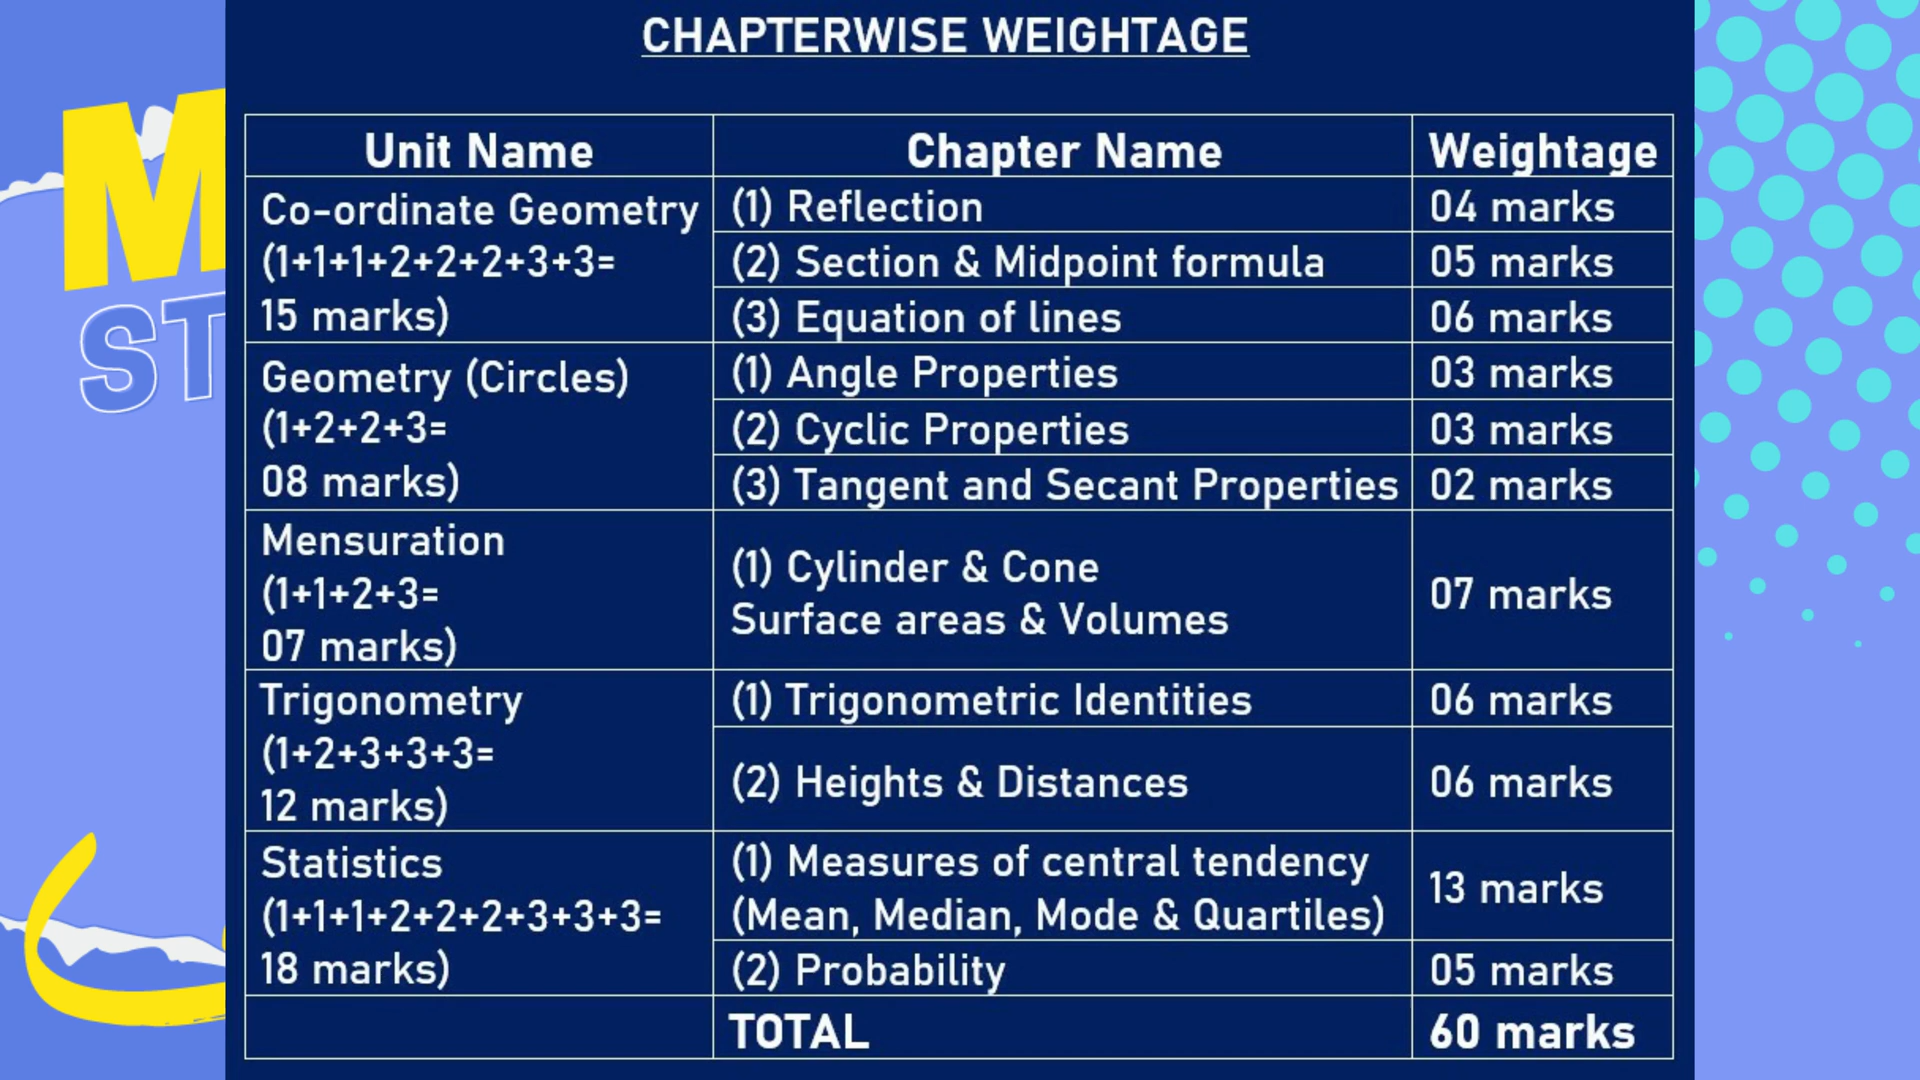 CHAPTERWISE WEIGHTAGE
Unit Name
Chapter Name
Weightage
Co-ordinate Geometry
(1+1+1+2+2+2+3+3=
15 marks)
(1) Reflection
04 marks
(2) Section & Midpoint formula
05 marks
(3) Equation of lines
06 marks
Geometry (Circles)
(1+2+2+3=
08 marks)
(1) Angle Properties
03 marks
(2) Cyclic Properties
03 marks
(3) Tangent and Secant Properties
02 marks
Mensuration
(1+1+2+3=
07 marks)
(1) Cylinder & Cone
Surface areas & Volumes
07 marks
Trigonometry
(1+2+3+3+3=
12 marks)
(1) Trigonometric Identities
06 marks
(2) Heights & Distances
06 marks
Statistics
(1+1+1+2+2+2+3+3+3=
18 marks)
(1) Measures of central tendency
(Mean, Median, Mode & Quartiles)
13 marks
(2) Probability
05 marks
TOTAL
60 marks